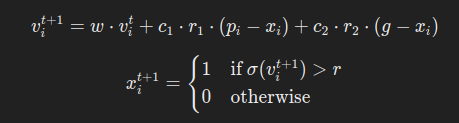 v_i^{t+1} = w · v_i^t + c_1 · r_1 · (p_i − x_i) + c_2 · r_2 · (g − x_i)
x_i^{t+1} = { 1 if σ(v_i^{t+1}) > r
0 otherwise